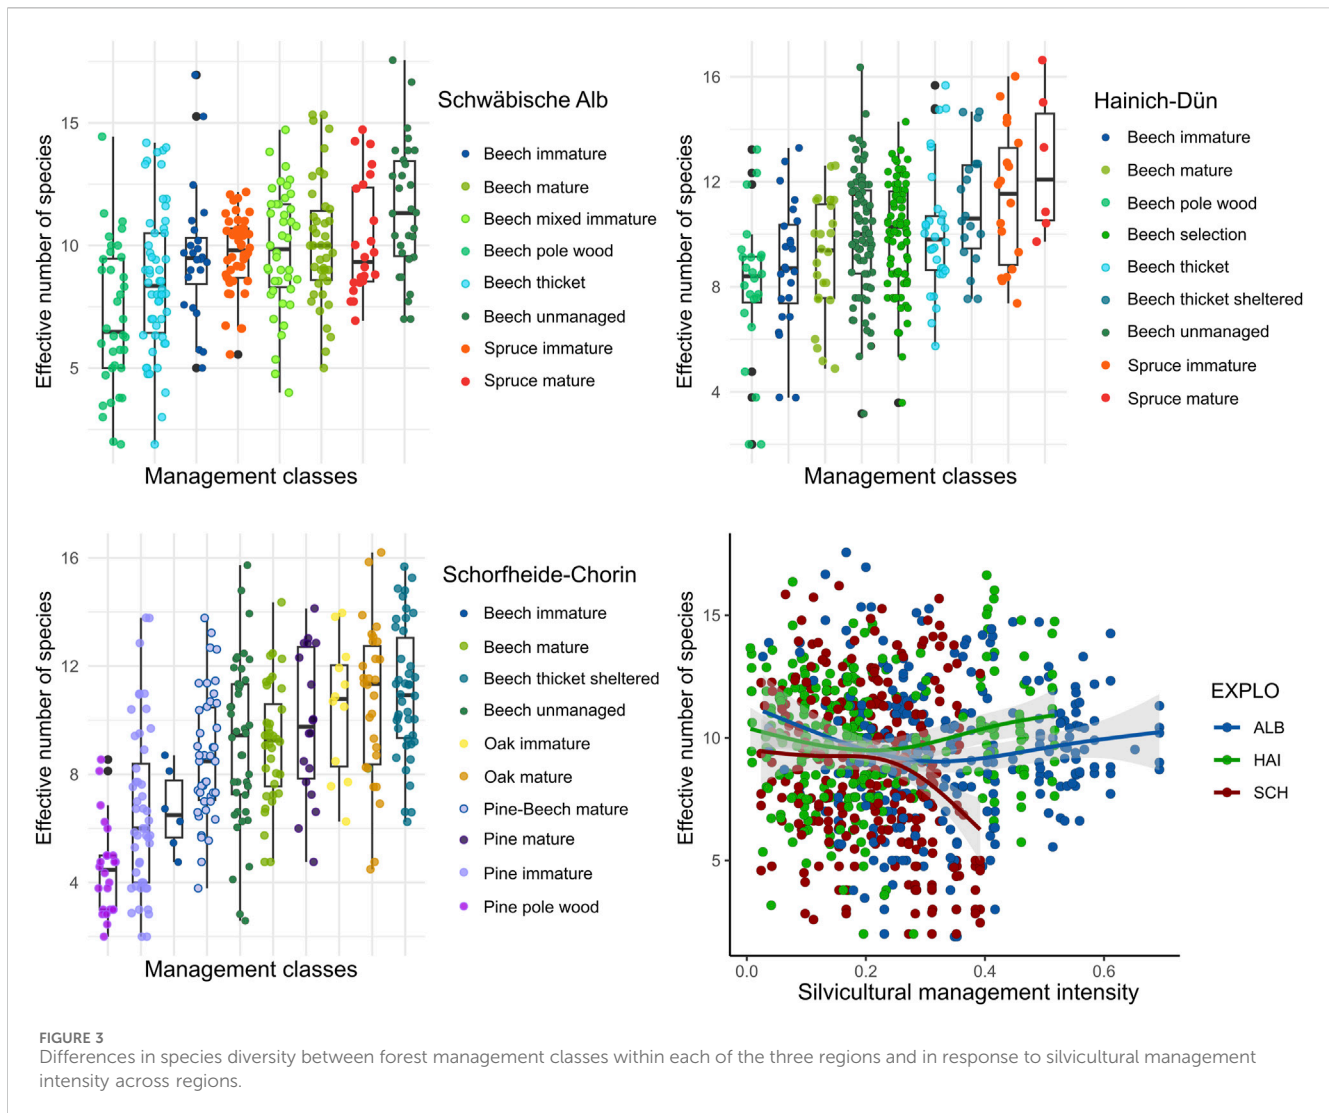 Schwäbische Alb
Effective number of species
15
10
5
Management classes
Beech immature
Beech mature
Beech mixed immature
Beech pole wood
Beech thicket
Beech unmanaged
Spruce immature
Spruce mature
Hainich-Dün
Effective number of species
16
12
8
4
Management classes
Beech immature
Beech mature
Beech pole wood
Beech selection
Beech thicket
Beech thicket sheltered
Beech unmanaged
Spruce immature
Spruce mature
Schorfheide-Chorin
Effective number of species
16
12
8
4
Management classes
Beech immature
Beech mature
Beech thicket sheltered
Beech unmanaged
Oak immature
Oak mature
Pine-Beech mature
Pine mature
Pine immature
Pine pole wood
Effective number of species
15
10
5
0.0 0.2 0.4 0.6
Silvicultural management intensity
EXPLO
ALB
HAI
SCH
FIGURE 3
Differences in species diversity between forest management classes within each of the three regions and in response to silvicultural management
intensity across regions.